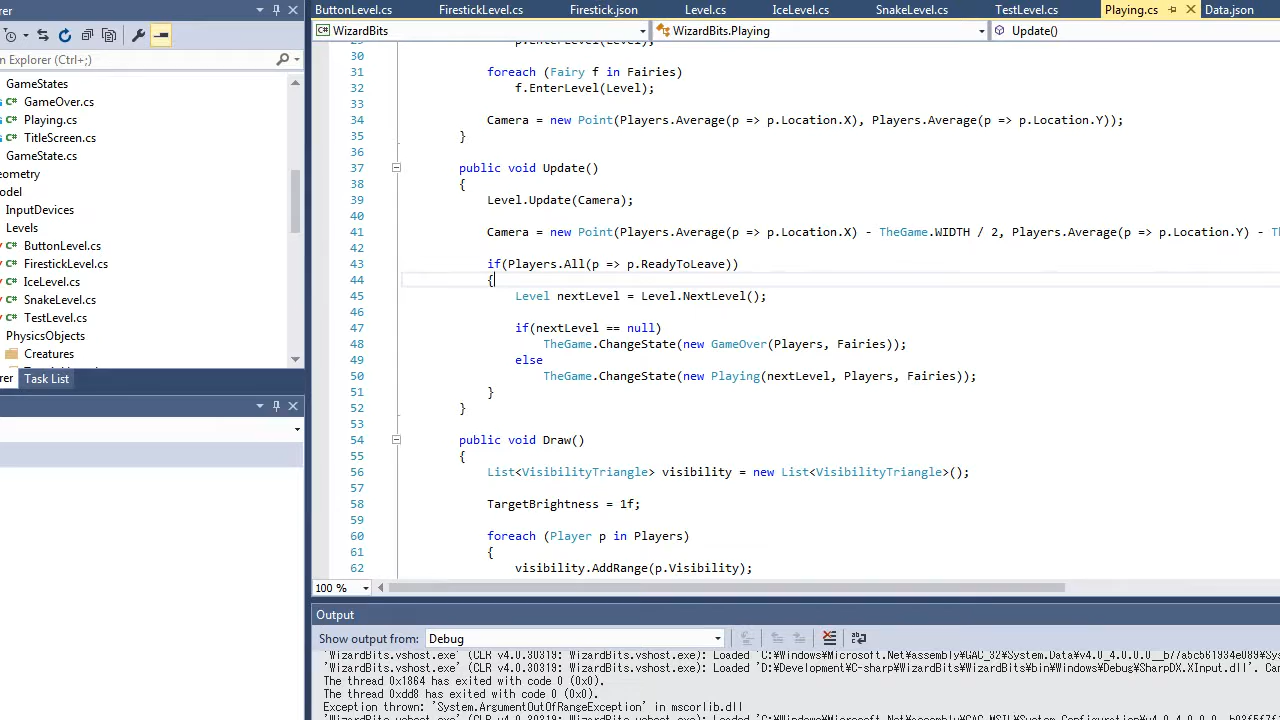 ButtonLevel.cs FirestickLevel.cs Firestick.json Level.cs IceLevel.cs SnakeLevel.cs TestLevel.cs Playing.cs Data.json
WizardBits WizardBits.Playing Update()
n Explorer (Ctrl+;)
GameStates
GameOver.cs
Playing.cs
TitleScreen.cs
GameState.cs
eometry
odel
InputDevices
Levels
ButtonLevel.cs
FirestickLevel.cs
IceLevel.cs
SnakeLevel.cs
TestLevel.cs
PhysicsObjects
Creatures
Task List
p.EnterLevel(Level);
30
31 foreach (Fairy f in Fairies)
32 f.EnterLevel(Level);
33
34 Camera = new Point(Players.Average(p => p.Location.X), Players.Average(p => p.Location.Y));
35 }
36
37 public void Update()
38 {
39 Level.Update(Camera);
40
41 Camera = new Point(Players.Average(p => p.Location.X) - TheGame.WIDTH / 2, Players.Average(p => p.Location.Y) - Th
42
43 if(Players.All(p => p.ReadyToLeave))
44 {
45 Level nextLevel = Level.NextLevel();
46
47 if(nextLevel == null)
48 TheGame.ChangeState(new GameOver(Players, Fairies));
49 else
50 TheGame.ChangeState(new Playing(nextLevel, Players, Fairies));
51 }
52 }
53
54 public void Draw()
55 {
56 List<VisibilityTriangle> visibility = new List<VisibilityTriangle>();
57
58 TargetBrightness = 1f;
59
60 foreach (Player p in Players)
61 {
62 visibility.AddRange(p.Visibility);
100 %
Output
Show output from: Debug
'WizardBits.vshost.exe' (CLR v4.0.30319: WizardBits.vshost.exe): Loaded 'C:¥Windows¥Microsoft.Net¥assembly¥GAC_32¥System.Data¥v4.0_4.0.0.0__b77a5c561934e089¥Sys
'WizardBits.vshost.exe' (CLR v4.0.30319: WizardBits.vshost.exe): Loaded 'D:¥Development¥C-sharp¥WizardBits¥WizardBits¥bin¥Windows¥Debug¥SharpDX.XInput.dll'. Can
The thread 0x1864 has exited with code 0 (0x0).
The thread 0xdd8 has exited with code 0 (0x0).
Exception thrown: 'System.ArgumentOutOfRangeException' in mscorlib.dll